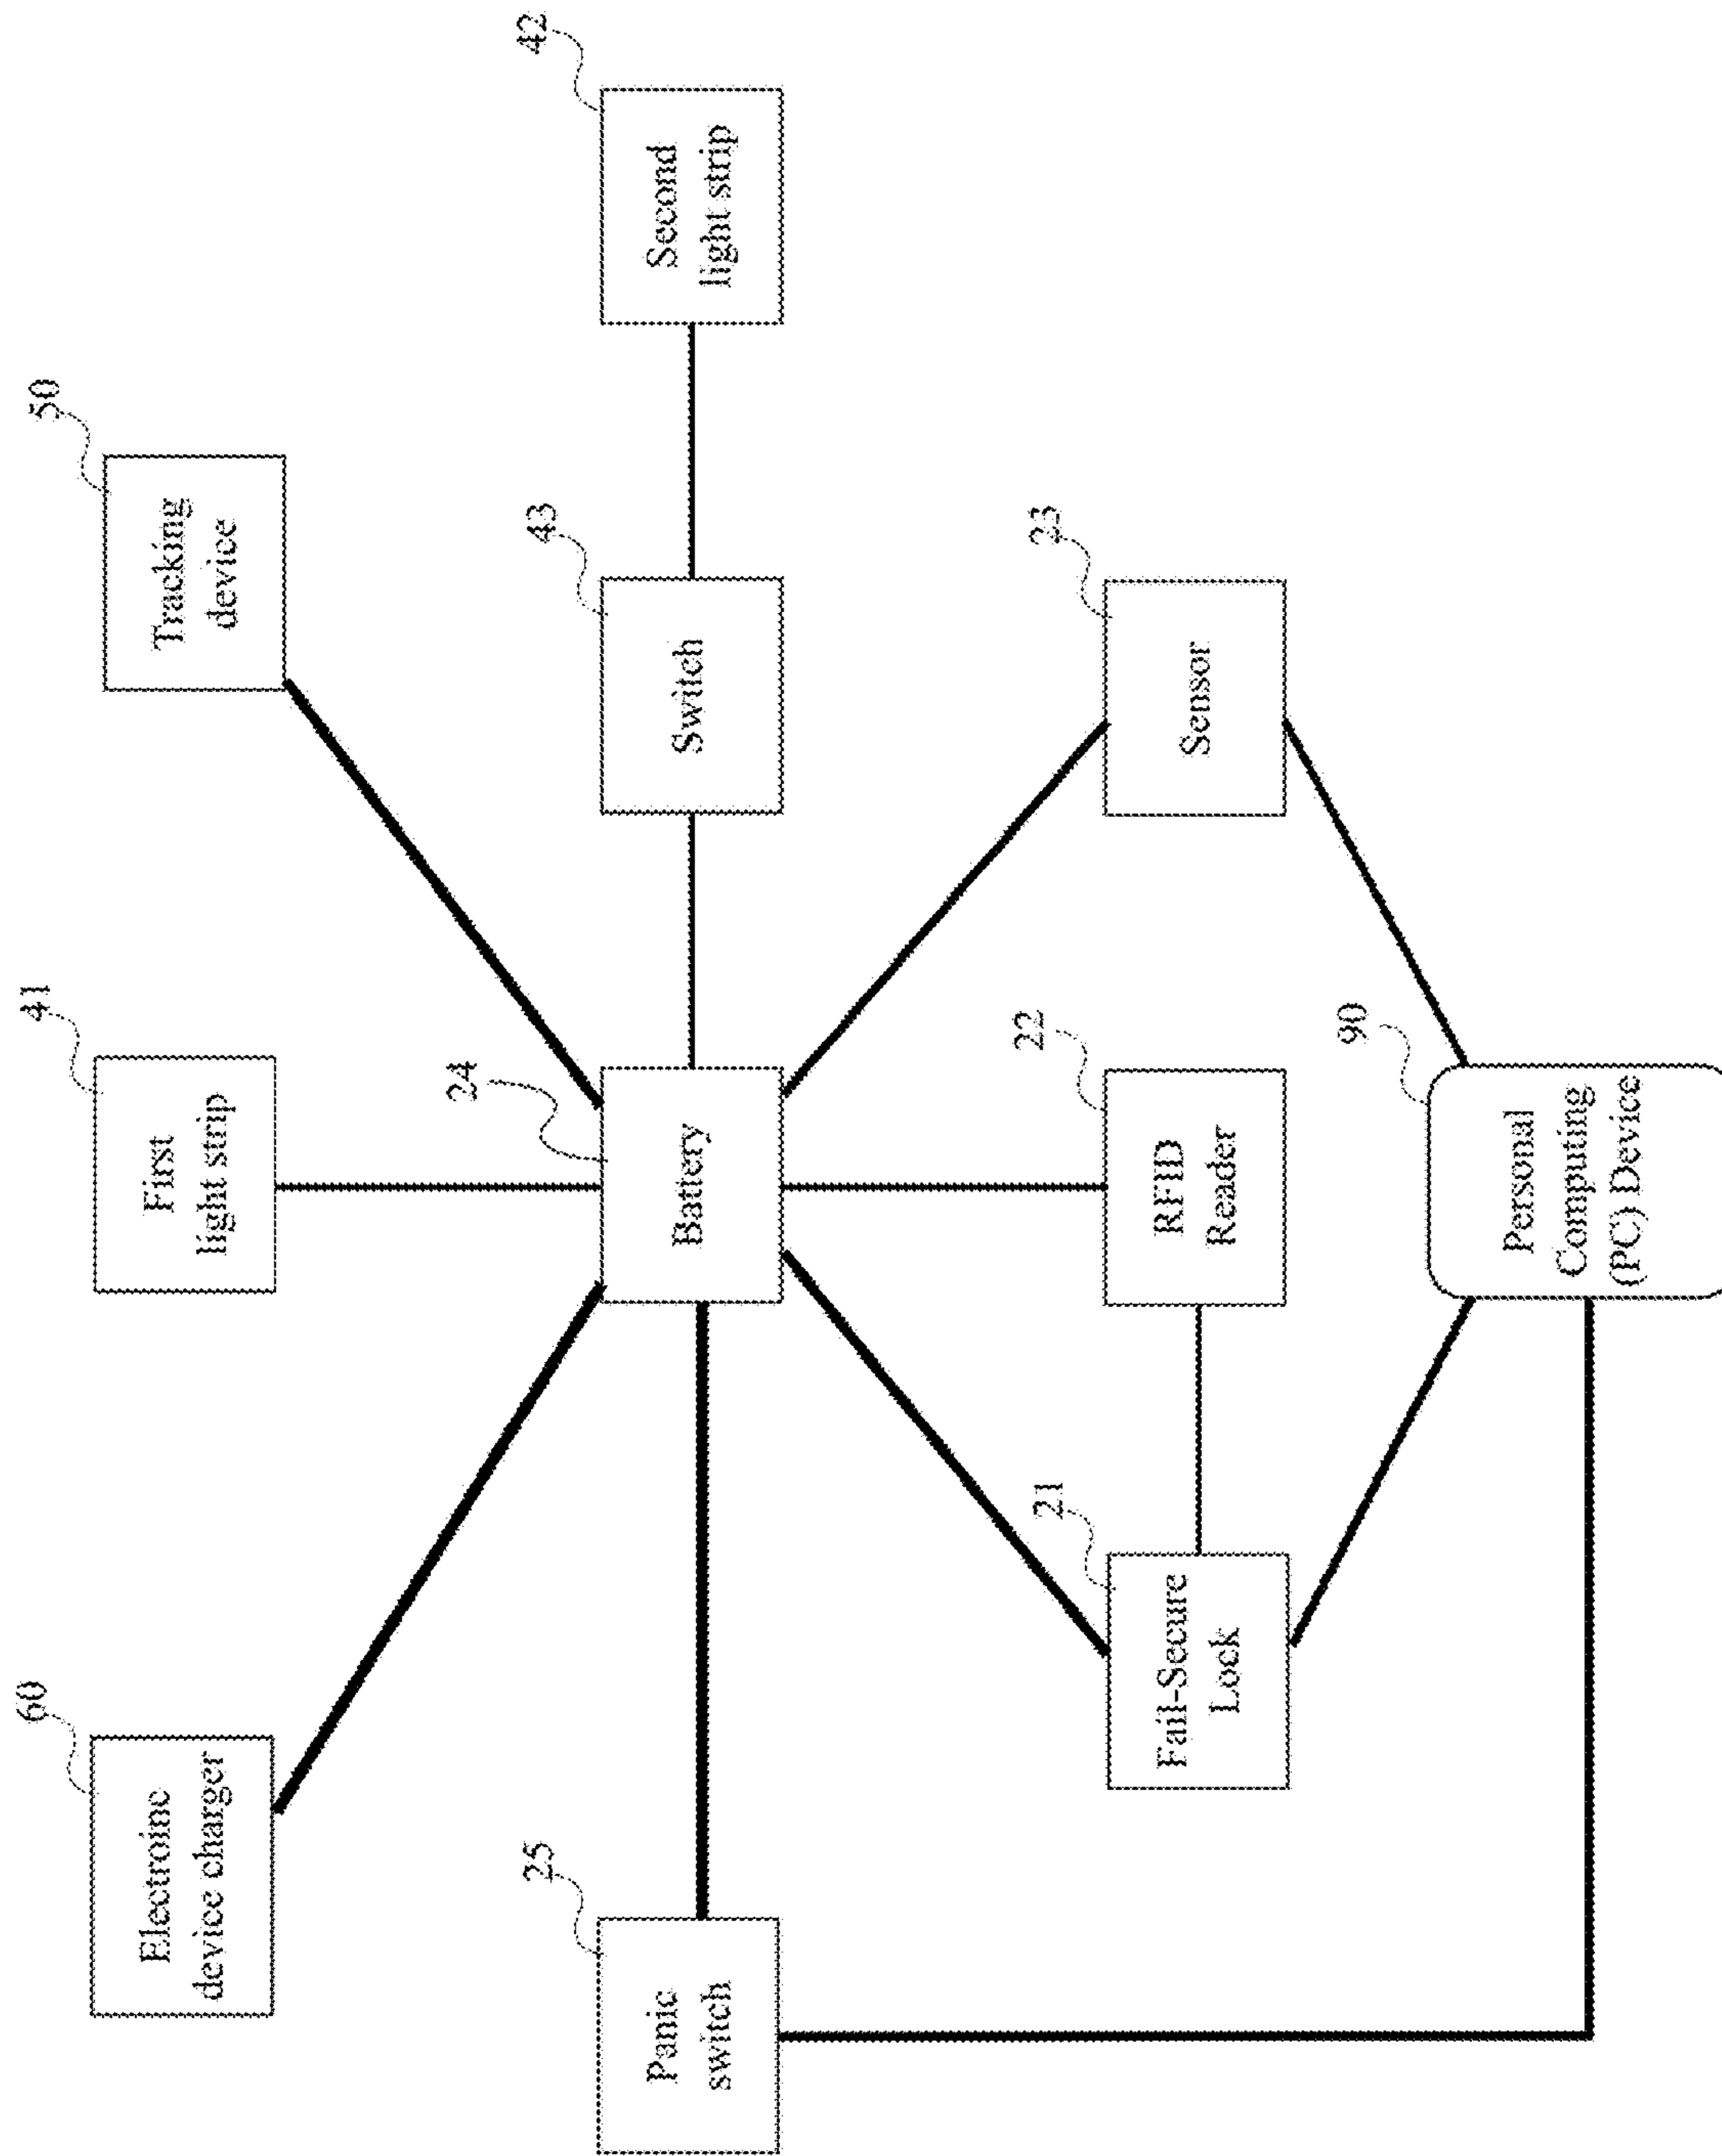 60
Electroinc
device charger
41
First
light strip
50
Tracking
device
25
Panic
switch
24
Battery
43
Switch
42
Second
light strip
21
Fail-Secure
Lock
22
RFID
Reader
23
Sensor
90
Personal
Computing
(PC) Device